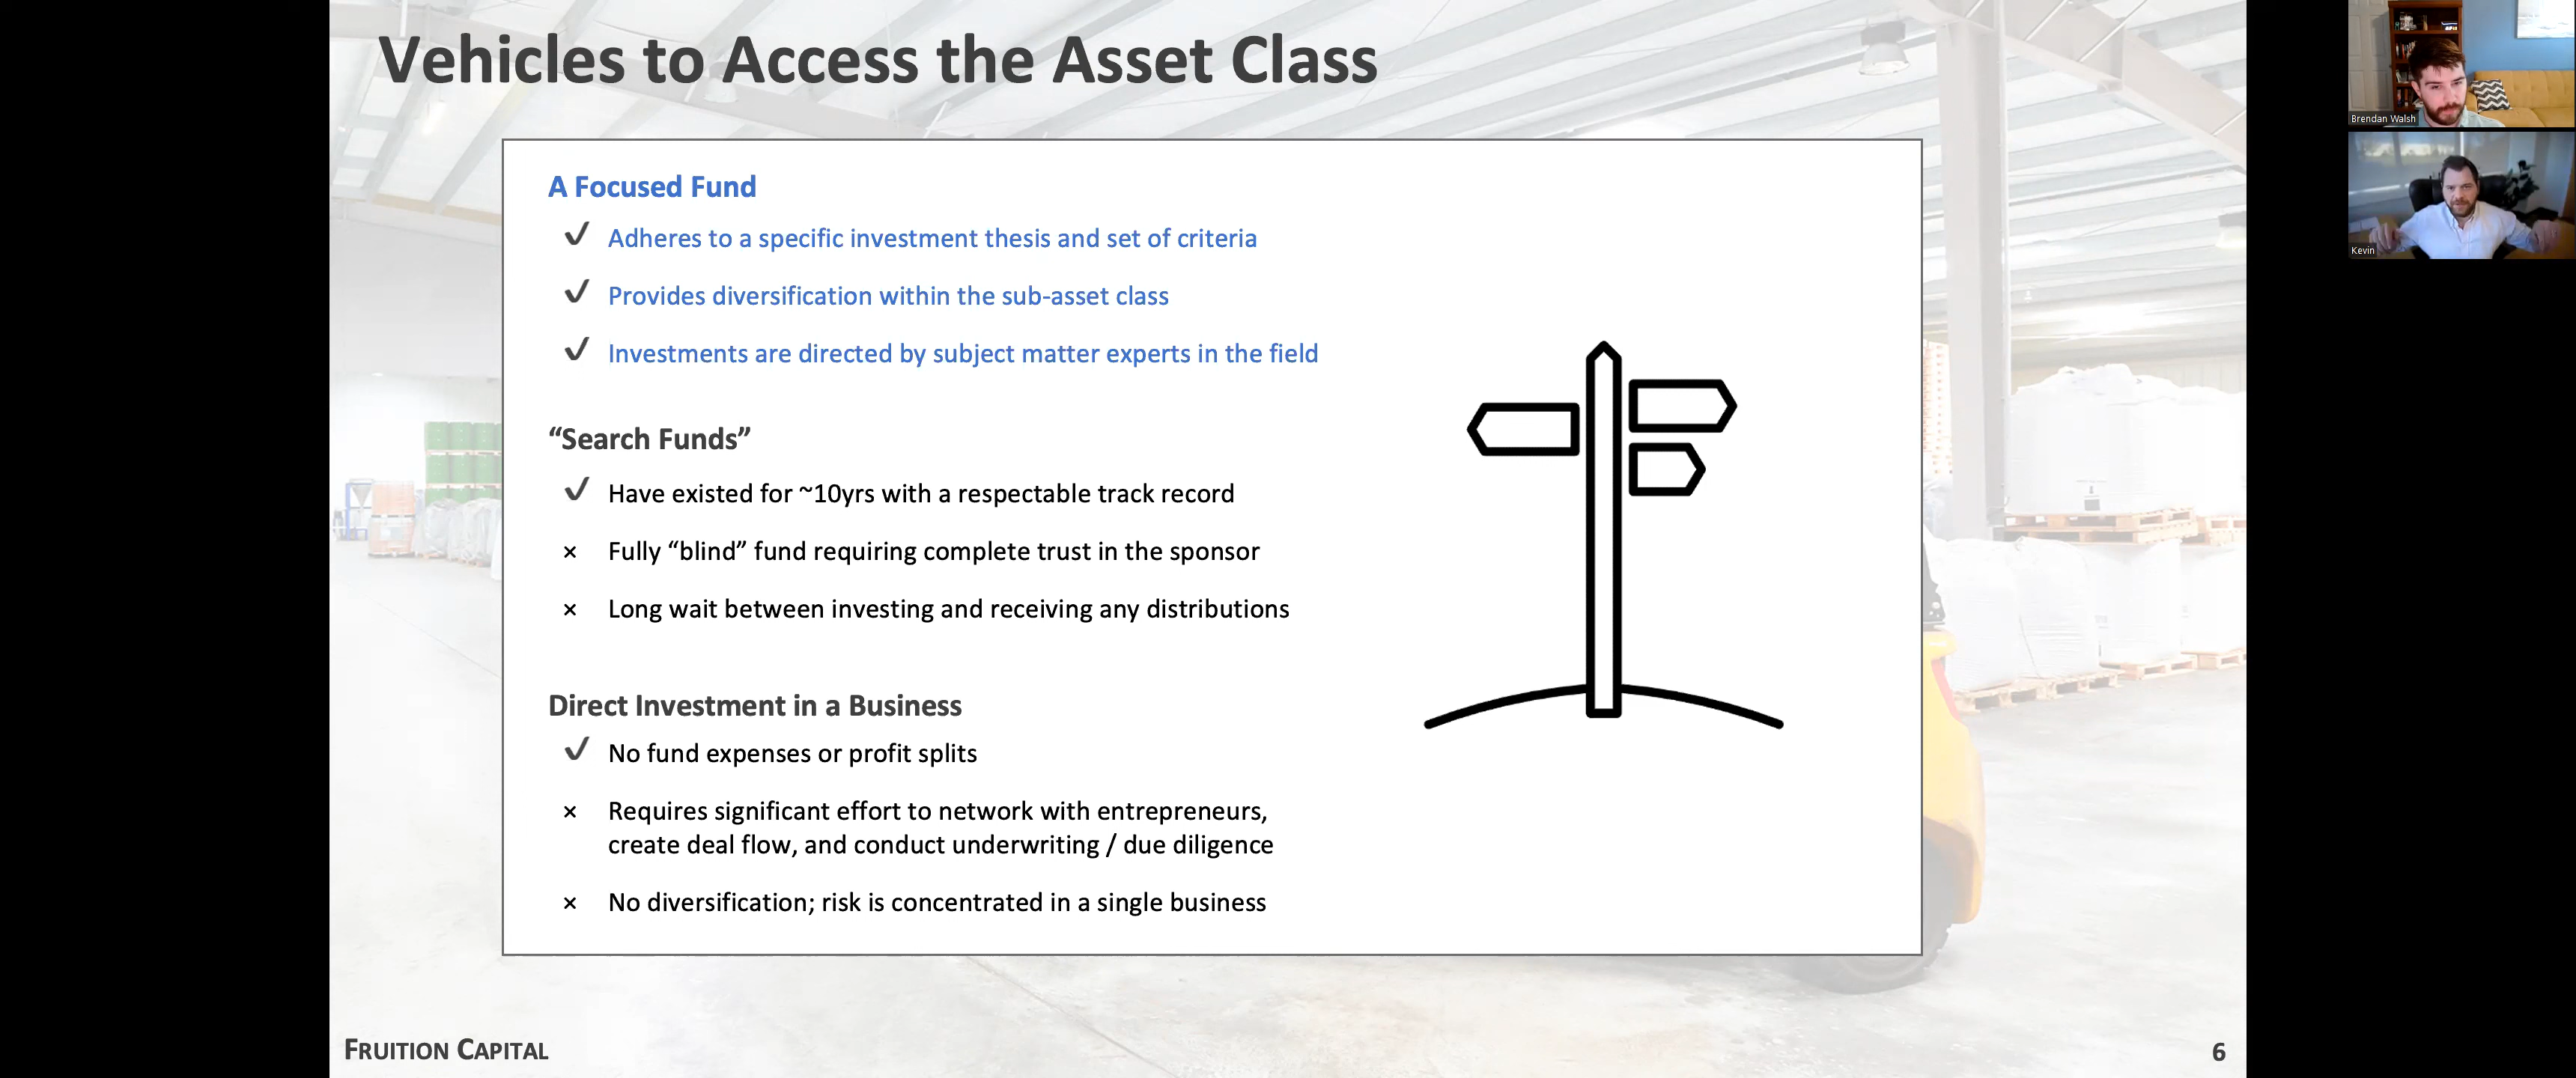 Vehicles to Access the Asset Class
A Focused Fund
✓ Adheres to a specific investment thesis and set of criteria
✓ Provides diversification within the sub-asset class
✓ Investments are directed by subject matter experts in the field
“Search Funds”
✓ Have existed for ~10yrs with a respectable track record
× Fully “blind” fund requiring complete trust in the sponsor
× Long wait between investing and receiving any distributions
Direct Investment in a Business
✓ No fund expenses or profit splits
× Requires significant effort to network with entrepreneurs,
create deal flow, and conduct underwriting / due diligence
× No diversification; risk is concentrated in a single business
FRUITION CAPITAL
6
Brendan Walsh
Kevin